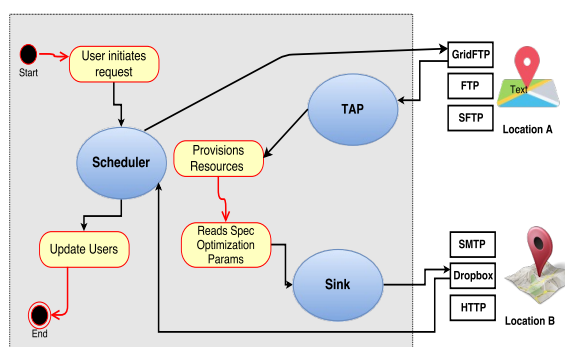 Start
User initiates
request
Scheduler
Update Users
End
TAP
Provisions
Resources
Reads Spec
Optimization
Params
Sink
GridFTP
FTP
SFTP
Text
Location A
SMTP
Dropbox
HTTP
Location B